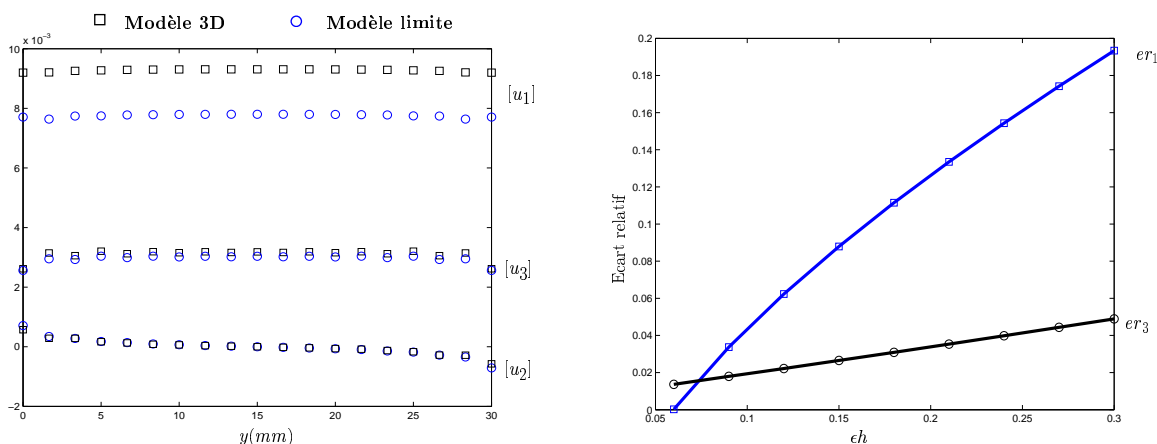 Modèle 3D
Modèle limite
x 10⁻³
10
8
6
4
2
0
−2
0 5 10 15 20 25 30
y(mm)
[u₁]
[u₃]
[u₂]
0.2
0.18
0.16
0.14
0.12
0.1
0.08
0.06
0.04
0.02
0
0.05 0.1 0.15 0.2 0.25 0.3
ϵh
Ecart relatif
er₁
er₃